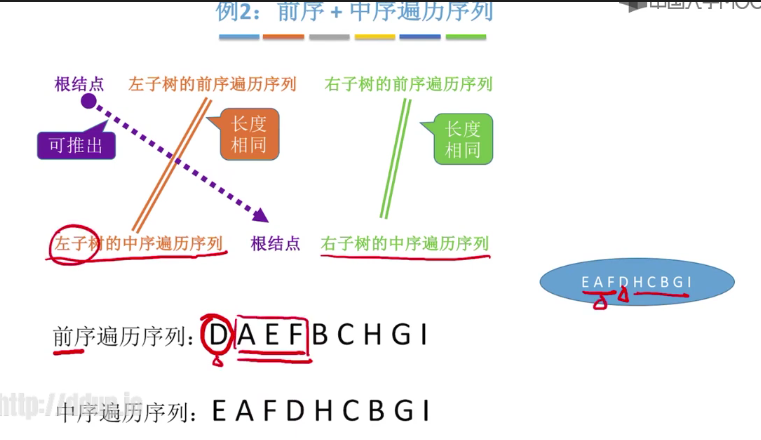 例2：前序 + 中序遍历序列
中国大学MOO
根结点 左子树的前序遍历序列 右子树的前序遍历序列
长度
相同
长度
相同
可推出
左子树的中序遍历序列 根结点 右子树的中序遍历序列
E A F D H C B G I
前序遍历序列: D A E F B C H G I
中序遍历序列: E A F D H C B G I